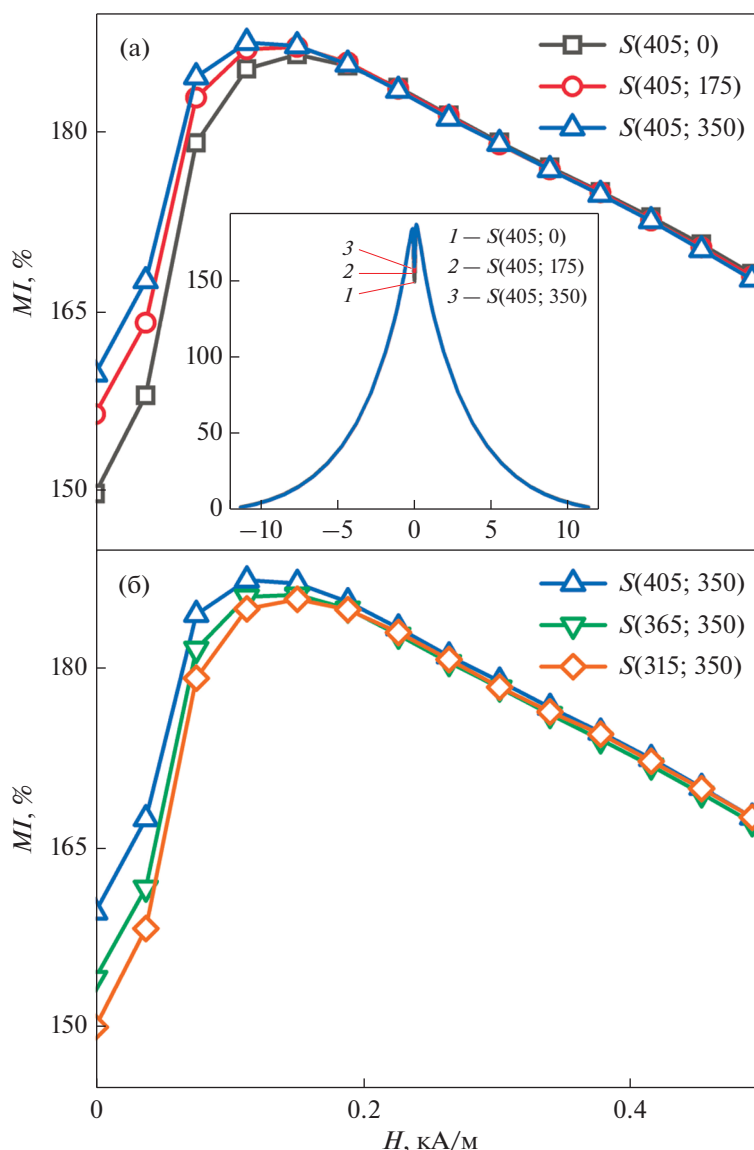 (а)
S(405; 0)
S(405; 175)
S(405; 350)
MI, %
180
165
150
3
2
1
1 — S(405; 0)
2 — S(405; 175)
3 — S(405; 350)
150
100
50
0
−10
−5
0
5
10
(б)
S(405; 350)
S(365; 350)
S(315; 350)
MI, %
180
165
150
0
0.2
0.4
H, кА/м